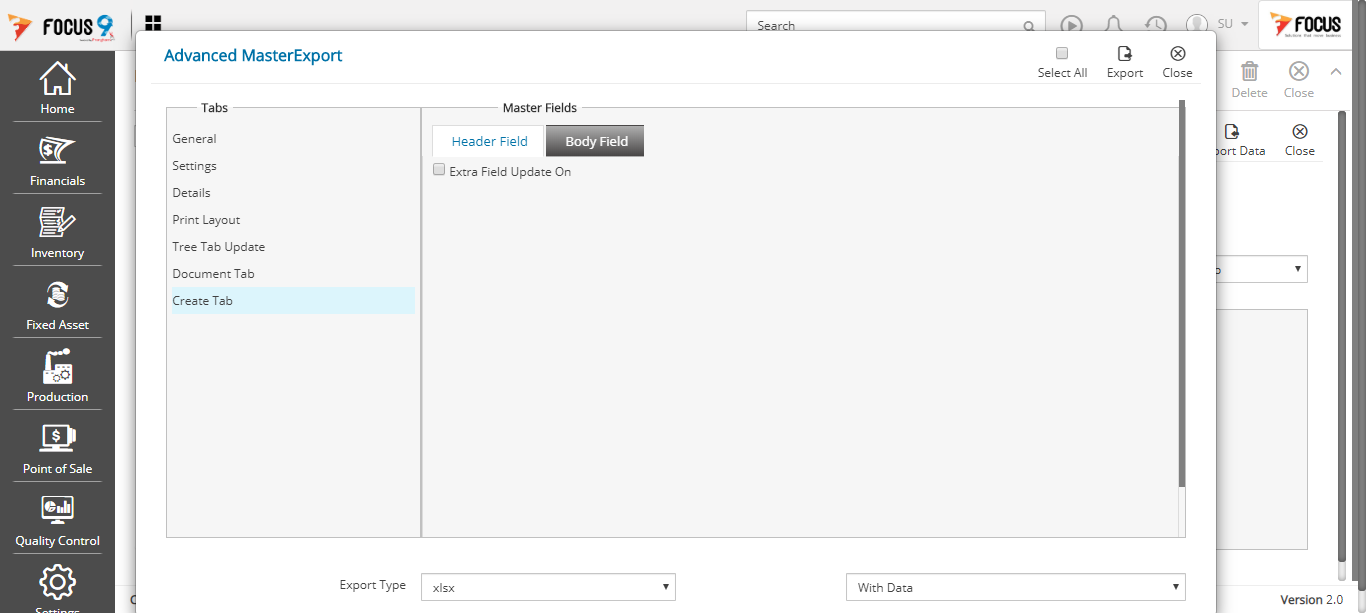 FOCUS 9
Search
SU
FOCUS
Home
Financials
Inventory
Fixed Asset
Production
Point of Sale
Quality Control
Settings
Advanced MasterExport
Select All
Export
Close
Delete
Close
port Data
Close
Tabs
General
Settings
Details
Print Layout
Tree Tab Update
Document Tab
Create Tab
Master Fields
Header Field
Body Field
Extra Field Update On
Export Type
xlsx
With Data
Version 2.0